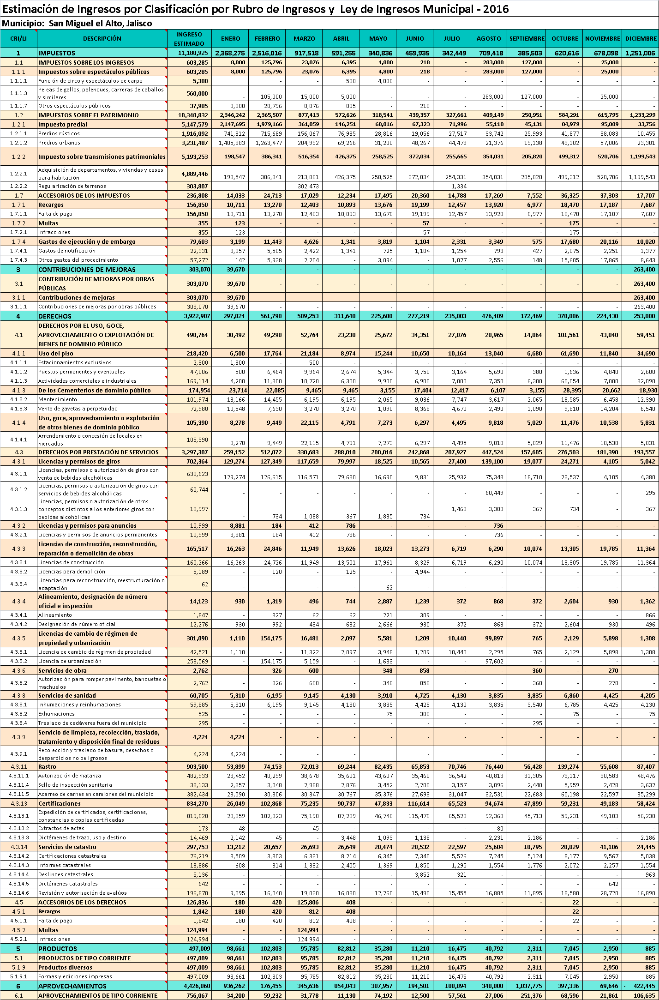 Estimación de Ingresos por Clasificación por Rubro de Ingresos y Ley de Ingresos Municipal - 2016
Municipio: San Miguel el Alto, Jalisco
CRI/LI DESCRIPCIÓN INGRESO ESTIMADO ENERO FEBRERO MARZO ABRIL MAYO JUNIO JULIO AGOSTO SEPTIEMBRE OCTUBRE NOVIEMBRE DICIEMBRE
1 IMPUESTOS 11,180,925 2,368,275 2,516,016 917,518 591,255 340,836 459,935 342,449 709,418 385,503 620,616 678,098 1,251,006
1.1 IMPUESTOS SOBRE LOS INGRESOS 603,285 8,000 125,796 23,076 6,395 4,800 218 - 283,000 127,000 - 25,000 -
1.1.1 Impuestos sobre espectáculos públicos 603,285 8,000 125,796 23,076 6,395 4,800 218 - 283,000 127,000 - 25,000 -
1.1.1.1 Función de circo y espectáculos de carpa 5,300 - - 500 4,800 - - - - - - -
1.1.1.3 Peleas de gallos, palenques, carreras de caballos y similares 560,000 - 105,000 15,000 5,000 - - - 283,000 127,000 - 25,000 -
1.1.1.7 Otros espectáculos públicos 37,985 8,000 20,796 8,076 895 - 218 - - - - - -
1.2 IMPUESTOS SOBRE EL PATRIMONIO 10,340,832 2,346,242 2,365,507 877,413 572,626 318,541 439,357 327,661 409,149 250,951 584,291 615,795 1,233,299
1.2.1 Impuesto predial 5,147,579 2,147,695 1,979,166 361,059 146,251 60,016 67,323 71,996 55,118 45,131 84,979 95,089 33,756
1.2.1.1 Predios rústicos 1,916,092 741,812 715,689 156,067 76,985 28,816 19,056 27,517 33,742 25,993 41,877 38,083 10,455
1.2.1.2 Predios urbanos 3,231,487 1,405,883 1,263,477 204,992 69,266 31,200 48,267 44,479 21,376 19,138 43,102 57,006 23,301
1.2.2 Impuesto sobre transmisiones patrimoniales 5,193,253 198,547 386,341 516,354 426,375 258,525 372,034 255,665 354,031 205,820 499,312 520,706 1,199,543
1.2.2.1 Adquisición de departamentos, viviendas y casas para habitación 4,889,446 198,547 386,341 213,881 426,375 258,525 372,034 254,331 354,031 205,820 499,312 520,706 1,199,543
1.2.2.2 Regularización de terrenos 303,807 302,473 1,334
1.7 ACCESORIOS DE LOS IMPUESTOS 236,808 14,033 24,713 17,029 12,234 17,495 20,360 14,788 17,269 7,552 36,325 37,303 17,707
1.7.1 Recargos 156,850 10,711 13,270 12,403 10,893 13,676 19,199 12,457 13,920 6,977 18,470 17,187 7,687
1.7.1.1 Falta de pago 156,850 10,711 13,270 12,403 10,893 13,676 19,199 12,457 13,920 6,977 18,470 17,187 7,687
1.7.2 Multas 355 123 - - - - 57 - - - 175 - -
1.7.2.1 Infracciones 355 123 - - - - 57 - - - 175 - -
1.7.4 Gastos de ejecución y de embargo 79,603 3,199 11,443 4,626 1,341 3,819 1,104 2,331 3,349 575 17,680 20,116 10,020
1.7.4.1 Gastos de notificación 22,331 3,057 5,505 2,422 1,341 725 1,104 1,254 793 427 2,075 2,251 1,377
1.7.4.3 Otros gastos del procedimiento 57,272 142 5,938 2,204 - 3,094 - 1,077 2,556 148 15,605 17,865 8,643
3 CONTRIBUCIONES DE MEJORAS 303,070 39,670 - - - - - - - - - - 263,400
3.1 CONTRIBUCIÓN DE MEJORAS POR OBRAS PÚBLICAS 303,070 39,670 - - - - - - - - - - 263,400
3.1.1 Contribuciones de mejoras 303,070 39,670 - - - - - - - - - - 263,400
3.1.1.1 Contribuciones de mejoras por obras públicas 303,070 39,670 - - - - - - - - - - 263,400
4 DERECHOS 3,922,907 297,824 561,790 509,253 311,648 225,688 277,219 235,003 476,489 172,469 378,086 224,430 253,008
4.1 DERECHOS POR EL USO, GOCE, APROVECHAMIENTO O EXPLOTACIÓN DE BIENES DE DOMINIO PÚBLICO 498,764 38,492 49,298 52,764 23,230 25,672 34,351 27,076 28,965 14,864 101,561 43,040 59,451
4.1.1 Uso del piso 218,420 6,500 17,764 21,184 8,974 15,244 10,650 10,164 13,040 6,680 61,690 11,840 34,690
4.1.1.1 Estacionamientos exclusivos 2,300 1,800 - 500 - - - - - - - - -
4.1.1.2 Puestos permanentes y eventuales 47,006 500 6,464 9,964 2,674 5,344 3,750 3,164 5,690 380 1,636 4,840 2,600
4.1.1.3 Actividades comerciales e industriales 169,114 4,200 11,300 10,720 6,300 9,900 6,900 7,000 7,350 6,300 60,054 7,000 32,090
4.1.3 De los Cementerios de dominio público 174,954 23,714 22,085 9,465 9,465 3,155 17,404 12,417 6,107 3,155 28,395 20,662 18,930
4.1.3.2 Mantenimiento 101,974 13,166 14,455 6,195 6,195 2,065 9,036 7,747 3,617 2,065 18,585 6,458 12,390
4.1.3.3 Venta de gavetas a perpetuidad 72,980 10,548 7,630 3,270 3,270 1,090 8,368 4,670 2,490 1,090 9,810 14,204 6,540
4.1.4 Uso, goce, aprovechamiento o explotación de otros bienes de dominio público 105,390 8,278 9,449 22,115 4,791 7,273 6,297 4,495 9,818 5,029 11,476 10,538 5,831
4.1.4.1 Arrendamiento o concesión de locales en mercados 105,390 8,278 9,449 22,115 4,791 7,273 6,297 4,495 9,818 5,029 11,476 10,538 5,831
4.3 DERECHOS POR PRESTACIÓN DE SERVICIOS 3,297,307 259,152 512,072 330,683 288,010 200,016 242,868 207,927 447,524 157,605 276,503 181,390 193,557
4.3.1 Licencias y permisos de giros 702,364 129,274 127,349 117,659 79,997 18,525 10,565 27,400 139,100 19,077 24,271 4,105 5,042
4.3.1.1 Licencias, permisos o autorización de giros con venta de bebidas alcohólicas 630,623 129,274 126,615 116,571 79,630 16,690 9,831 25,932 75,348 18,710 23,537 4,105 4,380
4.3.1.2 Licencias, permisos o autorización de giros con servicios de bebidas alcohólicas 60,744 - - - - - - - 60,449 - - - 295
4.3.1.3 Licencias, permisos o autorización de otros conceptos distintos a los anteriores giros con bebidas alcohólicas 10,997 - 734 1,088 367 1,835 734 1,468 3,303 367 734 - 367
4.3.2 Licencias y permisos para anuncios 10,999 8,881 184 412 786 - - - 736 - - - -
4.3.2.1 Licencias y permisos de anuncios permanentes 10,999 8,881 184 412 786 - - - 736 - - - -
4.3.3 Licencias de construcción, reconstrucción, reparación o demolición de obras 165,517 16,263 24,846 11,949 13,626 18,023 13,273 6,719 6,290 10,074 13,305 19,785 11,364
4.3.3.1 Licencias de construcción 160,266 16,263 24,726 11,949 13,501 17,961 8,329 6,719 6,290 10,074 13,305 19,785 11,364
4.3.3.2 Licencias para demolición 5,189 - 120 - 125 - 4,944 - - - - - -
4.3.3.4 Licencias para reconstrucción, reestructuración o adaptación 62 - - - - 62 - - - - - - -
4.3.4 Alineamiento, designación de número oficial e inspección 14,123 930 1,319 496 744 2,887 1,239 372 868 372 2,604 930 1,362
4.3.4.1 Alineamiento 1,847 - 327 62 62 221 309 - - - - - 866
4.3.4.2 Designación de número oficial 12,276 930 992 434 682 2,666 930 372 868 372 2,604 930 496
4.3.5 Licencias de cambio de régimen de propiedad y urbanización 301,090 1,110 154,175 16,481 2,097 5,581 1,209 10,440 99,897 765 2,129 5,898 1,308
4.3.5.1 Licencia de cambio de régimen de propiedad 42,521 1,110 - 11,322 2,097 3,948 1,209 10,440 2,295 765 2,129 5,898 1,308
4.3.5.2 Licencia de urbanización 258,569 - 154,175 5,159 - 1,633 - - 97,602 - - - -
4.3.6 Servicios de obra 2,762 - 326 600 - 348 858 - - 360 - 270 -
4.3.6.2 Autorización para romper pavimento, banquetas o machuelos 2,762 - 326 600 - 348 858 - - 360 - 270 -
4.3.8 Servicios de sanidad 60,705 5,310 6,195 9,145 4,130 3,910 4,725 4,130 3,835 3,835 6,860 4,425 4,205
4.3.8.1 Inhumaciones y reinhumaciones 59,885 5,310 6,195 9,145 4,130 3,835 4,425 4,130 3,835 3,540 6,785 4,425 4,130
4.3.8.2 Exhumaciones 525 - - - - 75 300 - - - 75 - 75
4.3.8.4 Traslado de cadáveres fuera del municipio 295 - - - - - - - - 295 - - -
4.3.9 Servicio de limpieza, recolección, traslado, tratamiento y disposición final de residuos 4,224 4,224 - - - - - - - - - - -
4.3.9.1 Recolección y traslado de basura, desechos o desperdicios no peligrosos 4,224 4,224 - - - - - - - - - - -
4.3.11 Rastro 903,500 53,899 74,153 72,013 69,244 82,435 65,853 70,746 76,440 56,428 139,274 55,608 87,407
4.3.11.1 Autorización de matanza 482,933 28,452 40,299 38,678 35,601 43,607 35,460 36,542 40,813 31,305 73,117 30,583 48,476
4.3.11.4 Sello de inspección sanitaria 38,133 2,357 3,048 2,988 2,876 3,452 2,700 3,157 3,096 2,440 5,959 2,428 3,632
4.3.11.5 Acarreo de carnes en camiones del municipio 382,434 23,090 30,806 30,347 30,767 35,376 27,693 31,047 32,531 22,683 60,198 22,597 35,299
4.3.13 Certificaciones 834,270 26,049 102,868 75,235 90,737 47,833 116,614 65,523 94,674 47,899 59,231 49,183 58,424
4.3.13.1 Expedición de certificados, certificaciones, constancias o copias certificadas 819,628 23,859 102,823 75,190 87,289 46,740 115,476 65,523 92,363 45,713 59,231 49,183 56,238
4.3.13.2 Extractos de actas 173 48 - 45 - - - - 80 - - - -
4.3.13.3 Dictámenes de trazo, uso y destino 14,469 2,142 45 - 3,448 1,093 1,138 - 2,231 2,186 - - 2,186
4.3.14 Servicios de catastro 297,753 13,212 20,657 26,693 26,649 20,474 28,532 22,597 25,684 18,795 28,829 41,186 24,445
4.3.14.2 Certificaciones catastrales 76,219 3,509 3,803 6,331 8,214 6,345 7,340 5,526 7,245 5,124 8,177 9,567 5,038
4.3.14.3 Informes catastrales 18,886 608 814 1,332 2,405 1,369 1,850 1,295 1,554 1,776 2,072 2,257 1,554
4.3.14.4 Deslindes catastrales 5,136 - - - - - 3,852 321 - - - - 963
4.3.14.5 Dictámenes catastrales 642 - - - - - - - - - - 642 -
4.3.14.6 Revisión y autorización de avalúos 196,870 9,095 16,040 19,030 16,030 12,760 15,490 15,455 16,885 11,895 18,580 28,720 16,890
4.5 ACCESORIOS DE LOS DERECHOS 126,836 180 420 125,806 408 - - - - - 22 - -
4.5.1 Recargos 1,842 180 420 812 408 - - - - - 22 - -
4.5.1.1 Falta de pago 1,842 180 420 812 408 - - - - - 22 - -
4.5.2 Multas 124,994 - - 124,994 - - - - - - - - -
4.5.2.1 Infracciones 124,994 - - 124,994 - - - - - - - - -
5 PRODUCTOS 497,009 98,661 102,803 95,785 82,812 35,280 11,210 16,475 40,792 2,311 7,045 2,950 885
5.1 PRODUCTOS DE TIPO CORRIENTE 497,009 98,661 102,803 95,785 82,812 35,280 11,210 16,475 40,792 2,311 7,045 2,950 885
5.1.9 Productos diversos 497,009 98,661 102,803 95,785 82,812 35,280 11,210 16,475 40,792 2,311 7,045 2,950 885
5.1.9.1 Formas y ediciones impresas 497,009 98,661 102,803 95,785 82,812 35,280 11,210 16,475 40,792 2,311 7,045 2,950 885
6 APROVECHAMIENTOS 4,426,060 936,262 176,455 345,636 854,043 307,957 194,501 180,894 348,000 1,037,775 397,336 69,646 - 422,445
6.1 APROVECHAMIENTOS DE TIPO CORRIENTE 756,067 34,200 59,232 31,778 11,130 74,192 12,500 57,561 27,006 251,376 68,596 21,861 106,635